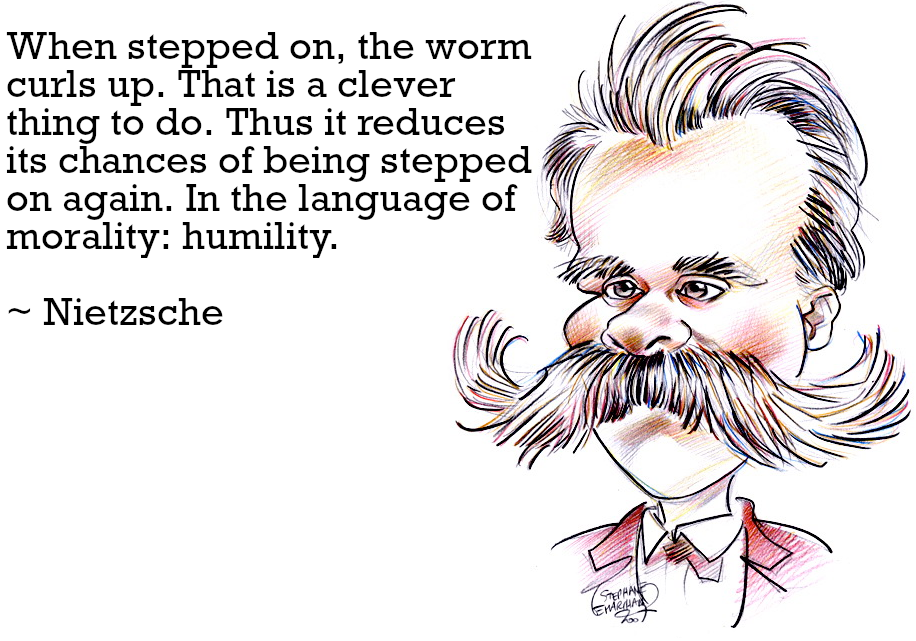 When stepped on, the worm
curls up. That is a clever
thing to do. Thus it reduces
its chances of being stepped
on again. In the language of
morality: humility.
~ Nietzsche
STEPHANE